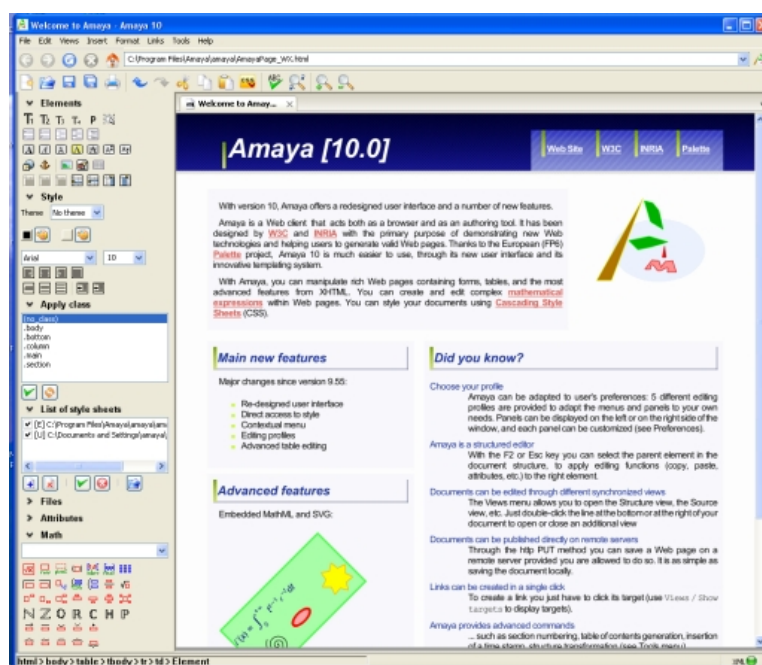 Welcome to Amaya - Amaya 10
File Edit Views Insert Format Links Tools Help
C:\Program Files\Amaya\amaya\AmayaPage_WX.html
Elements
Welcome to Amay...
Style
Theme No theme
Arial 10
Apply class
(no_class)
.body
.bottom
.column
.main
.section
List of style sheets
[E] C:\Program Files\Amaya\amaya\ama
[U] C:\Documents and Settings\amaya\
Files
Attributes
Math
N Z Q R C H P
Amaya [10.0]
Web Site W3C INRIA Palette
With version 10, Amaya offers a redesigned user interface and a number of new features.
Amaya is a Web client that acts both as a browser and as an authoring tool. It has been
designed by W3C and INRIA with the primary purpose of demonstrating new Web
technologies and helping users to generate valid Web pages. Thanks to the European (FP6)
Palette project, Amaya 10 is much easier to use, through its new user interface and its
innovative templating system.
With Amaya, you can manipulate rich Web pages containing forms, tables, and the most
advanced features from XHTML. You can create and edit complex mathematical
expressions within Web pages. You can style your documents using Cascading Style
Sheets (CSS).
Main new features
Major changes since version 9.55:
Re-designed user interface
Direct access to style
Contextual menu
Editing profiles
Advanced table editing
Advanced features
Embedded MathML and SVG:
Did you know?
Choose your profile
Amaya can be adapted to user's preferences: 5 different editing
profiles are provided to adapt the menus and panels to your own
needs. Panels can be displayed on the left or on the right side of the
window, and each panel can be customized (see Preferences).
Amaya is a structured editor
With the F2 or Esc key you can select the parent element in the
document structure, to apply editing functions (copy, paste,
attributes, etc.) to the right element.
Documents can be edited through different synchronized views
The Views menu allows you to open the Structure view, the Source
view, etc. Just double-click the line at the bottom or at the right of your
document to open or close an additional view
Documents can be published directly on remote servers
Through the http PUT method you can save a Web page on a
remote server provided you are allowed to do so. It is as simple as
saving the document locally.
Links can be created in a single click
To create a link you just have to click its target (use Views / Show
targets to display targets).
Amaya provides advanced commands
... such as section numbering, table of contents generation, insertion
of a time stamp, structure transformation (see Tools menu)
html > body > table > tbody > tr > td > Element